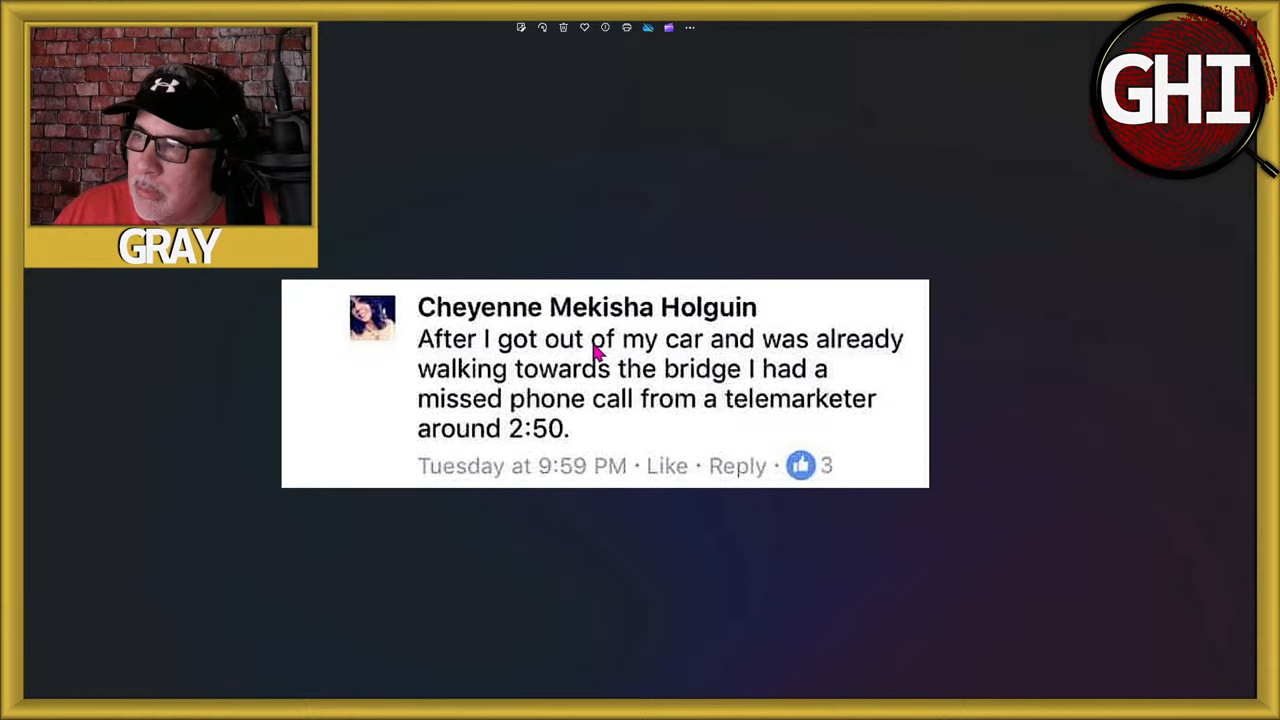 GHI
GRAY
Cheyenne Mekisha Holguin
After I got out of my car and was already
walking towards the bridge I had a
missed phone call from a telemarketer
around 2:50.
Tuesday at 9:59 PM · Like · Reply · 3